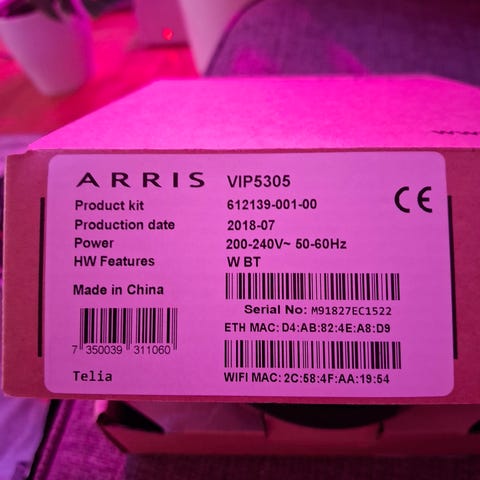 ARRIS VIP5305
Product kit 612139-001-00
Production date 2018-07
Power 200-240V~ 50-60Hz
HW Features W BT
Made in China
Serial No: M91827EC1522
ETH MAC: D4:AB:82:4E:A8:D9
7 350039 311060
Telia
WIFI MAC: 2C:58:4F:AA:19:54
CE